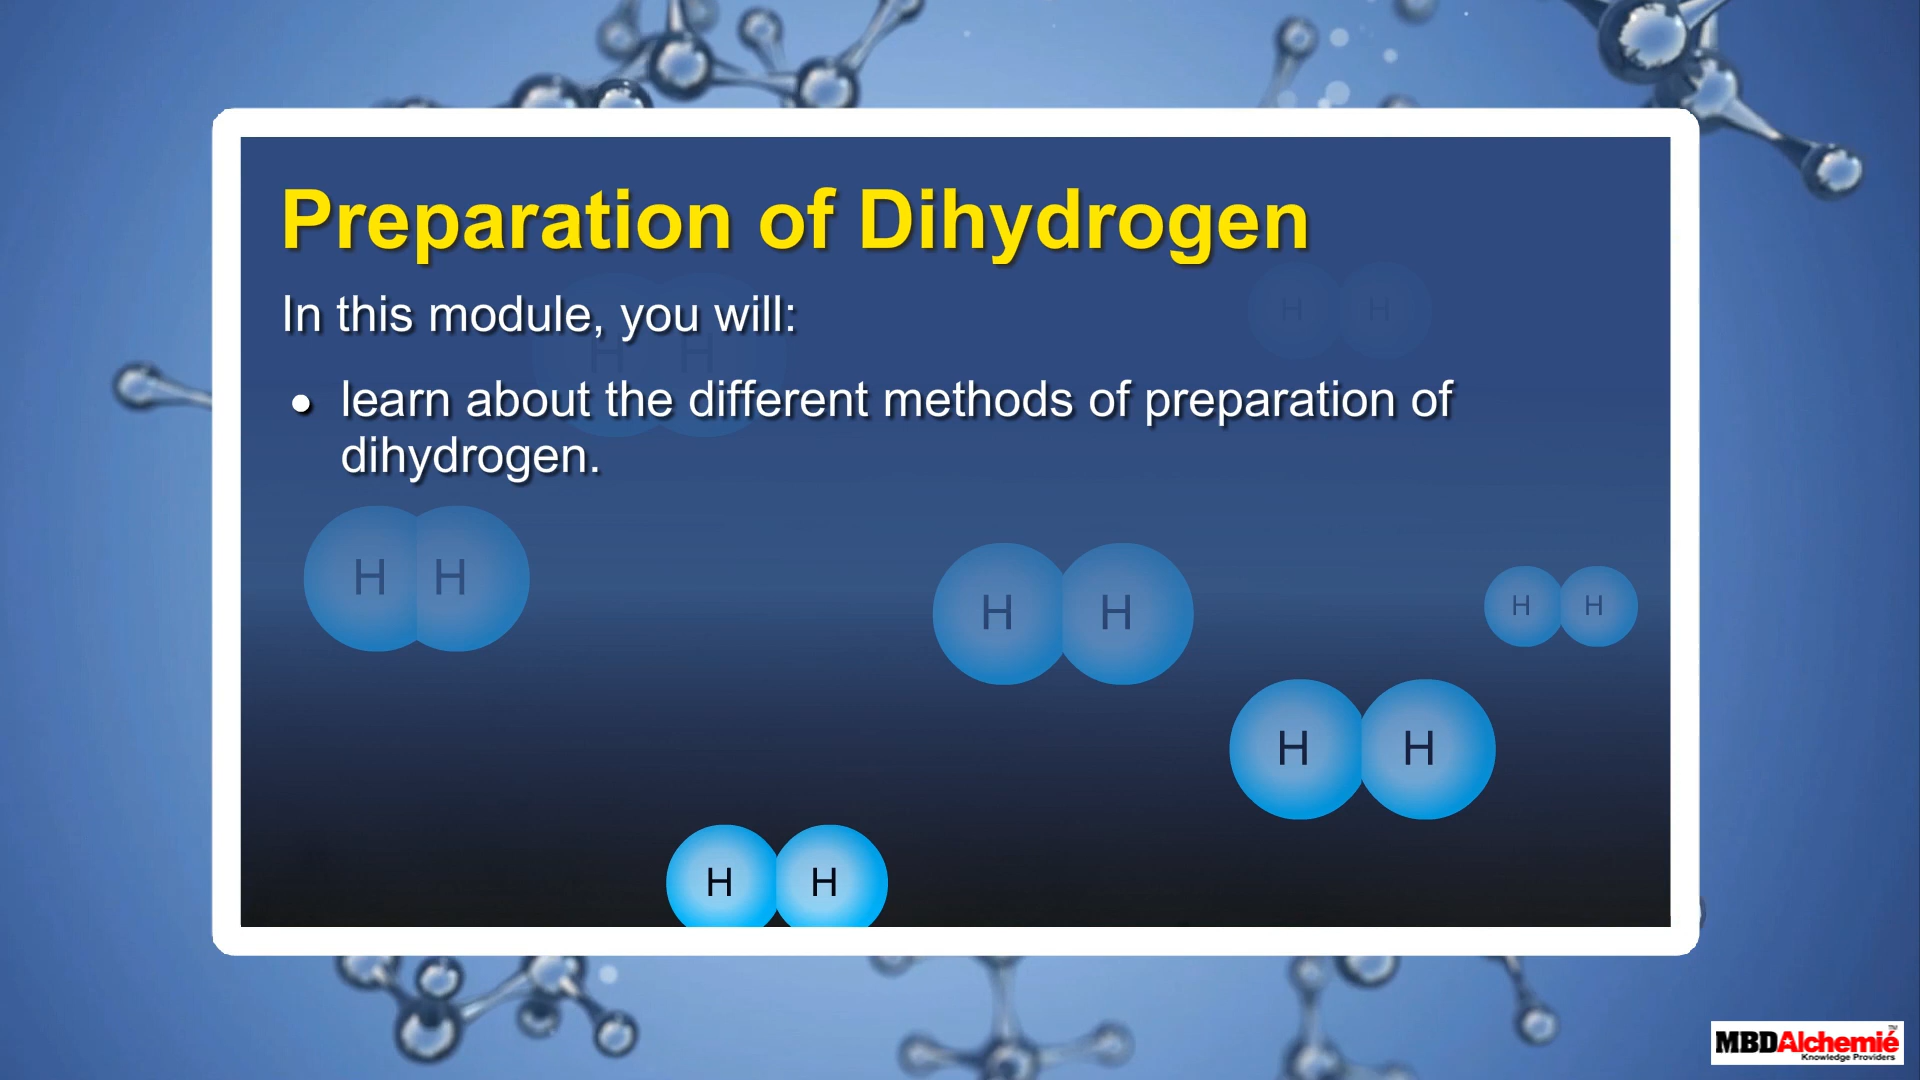 Preparation of Dihydrogen
In this module, you will:
• learn about the different methods of preparation of
dihydrogen.
H H
H H
H H
H H
H H
H H
H H
MBDAlchemié™
Knowledge Providers